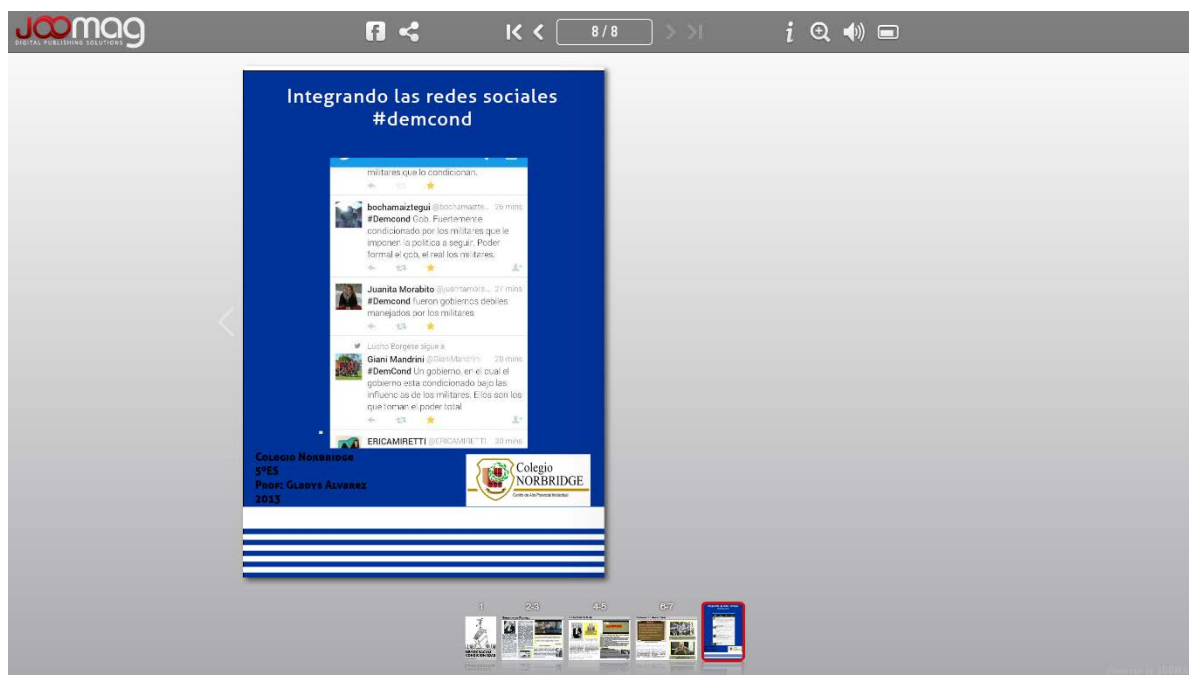 JOOmag
DIGITAL PUBLISHING SOLUTIONS
8 / 8
Integrando las redes sociales
#demcond
militares que lo condicionan.
bochamaiztegui @bochamaizte... 26 mins
#Demcond Gob. Fuertemente
condicionado por los militares que le
imponen la politica a seguir. Poder
formal el gob, el real los militares.
Juanita Morabito @juanitamora... 27 mins
#Demcond fueron gobiernos debiles
manejados por los militares
Lucho Borgese sigue a
Giani Mandrini @GianiMandrini 28 mins
#DemCond Un gobierno, en el cual el
gobierno esta condicionado bajo las
influencias de los militares. Ellos son los
que toman el poder total
ERICAMIRETTI @ERICAMIRETTI 30 mins
Colegio Norbridge
5ºES
Prof: Gladys Alvarez
2013
Colegio
NORBRIDGE
1 2-3 4-5 6-7